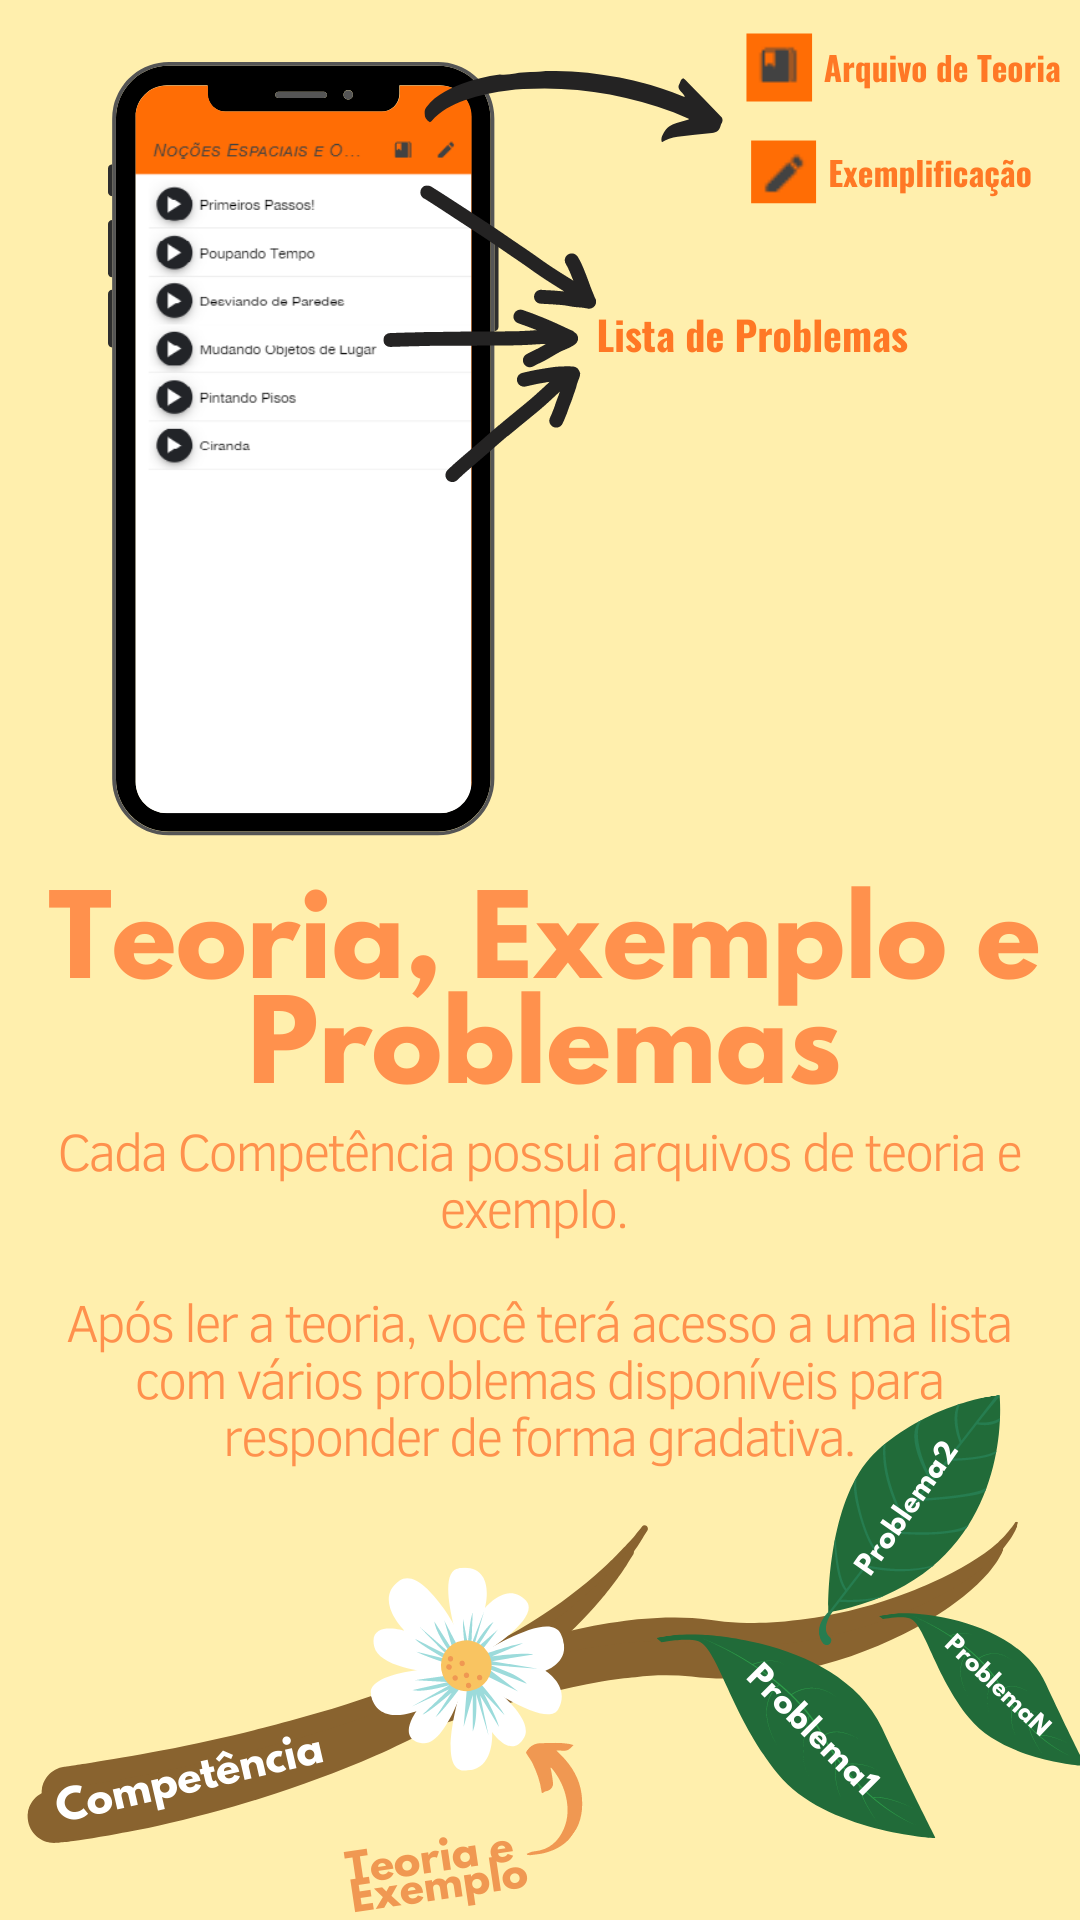 Arquivo de Teoria
Exemplificação
Noções Espaciais e O...
Primeiros Passos!
Poupando Tempo
Desviando de Paredes
Mudando Objetos de Lugar
Pintando Pisos
Ciranda
Lista de Problemas
Teoria, Exemplo e
Problemas
Cada Competência possui arquivos de teoria e
exemplo.
Após ler a teoria, você terá acesso a uma lista
com vários problemas disponíveis para
responder de forma gradativa.
Problema2
ProblemaN
Problema1
Competência
Teoria e
Exemplo